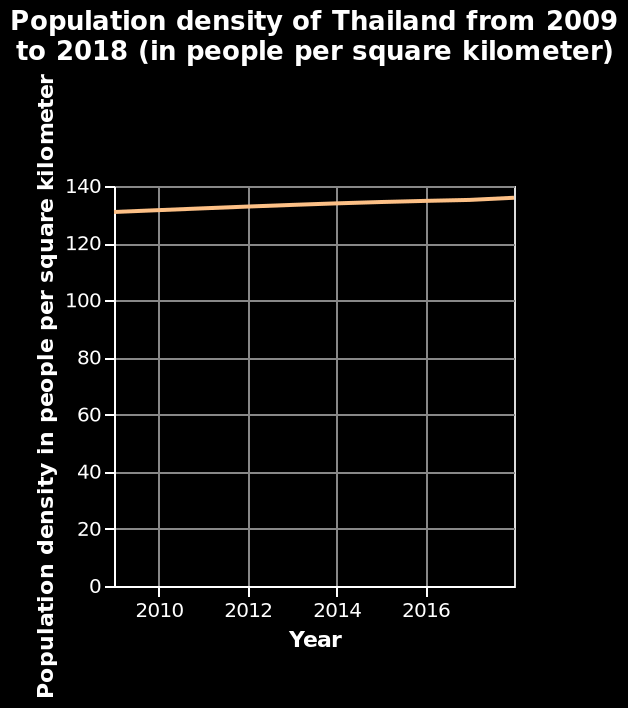 Population density of Thailand from 2009
to 2018 (in people per square kilometer)
Population density in people per square kilometer
140
120
100
80
60
40
20
0
2010 2012 2014 2016
Year